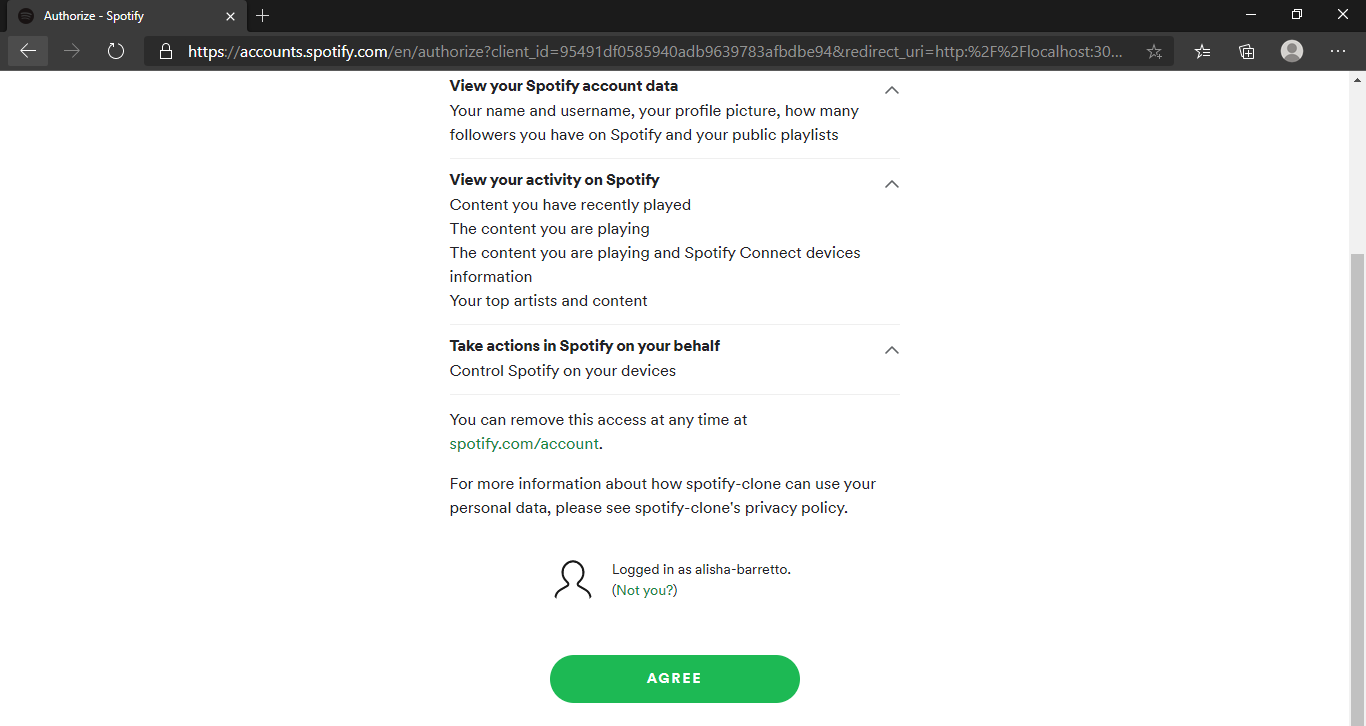 Authorize - Spotify
https://accounts.spotify.com/en/authorize?client_id=95491df0585940adb9639783afbdbe94&redirect_uri=http:%2F%2Flocalhost:30...
View your Spotify account data
Your name and username, your profile picture, how many
followers you have on Spotify and your public playlists
View your activity on Spotify
Content you have recently played
The content you are playing
The content you are playing and Spotify Connect devices
information
Your top artists and content
Take actions in Spotify on your behalf
Control Spotify on your devices
You can remove this access at any time at
spotify.com/account.
For more information about how spotify-clone can use your
personal data, please see spotify-clone's privacy policy.
Logged in as alisha-barretto.
(Not you?)
AGREE